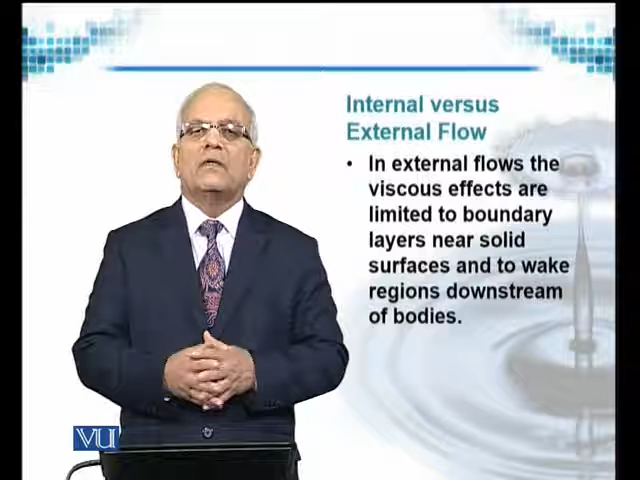 Internal versus
External Flow
• In external flows the
viscous effects are
limited to boundary
layers near solid
surfaces and to wake
regions downstream
of bodies.
VU